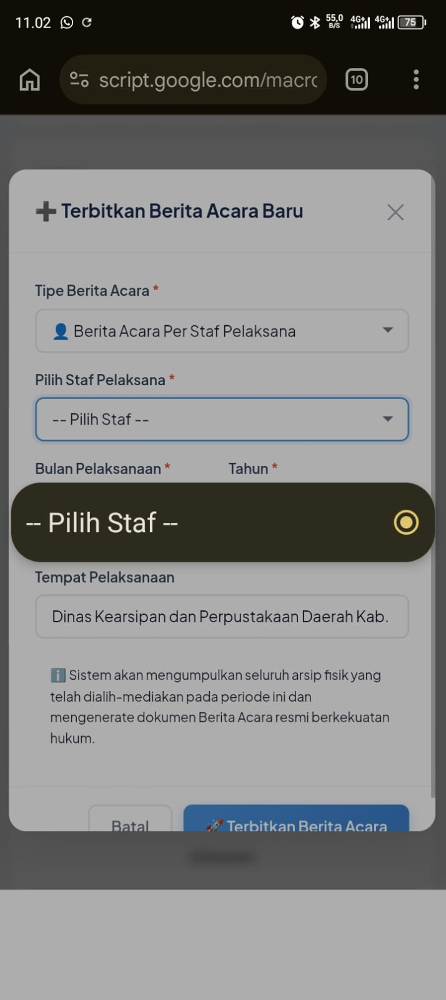 11.02
55,0
B/S
4G+
4G+
75
script.google.com/macro
10
➕ Terbitkan Berita Acara Baru
Tipe Berita Acara *
👤 Berita Acara Per Staf Pelaksana
Pilih Staf Pelaksana *
-- Pilih Staf --
Bulan Pelaksanaan * Tahun *
-- Pilih Staf --
Tempat Pelaksanaan
Dinas Kearsipan dan Perpustakaan Daerah Kab.
ℹ️ Sistem akan mengumpulkan seluruh arsip fisik yang
telah dialih-mediakan pada periode ini dan
mengenerate dokumen Berita Acara resmi berkekuatan
hukum.
Batal 🚀 Terbitkan Berita Acara